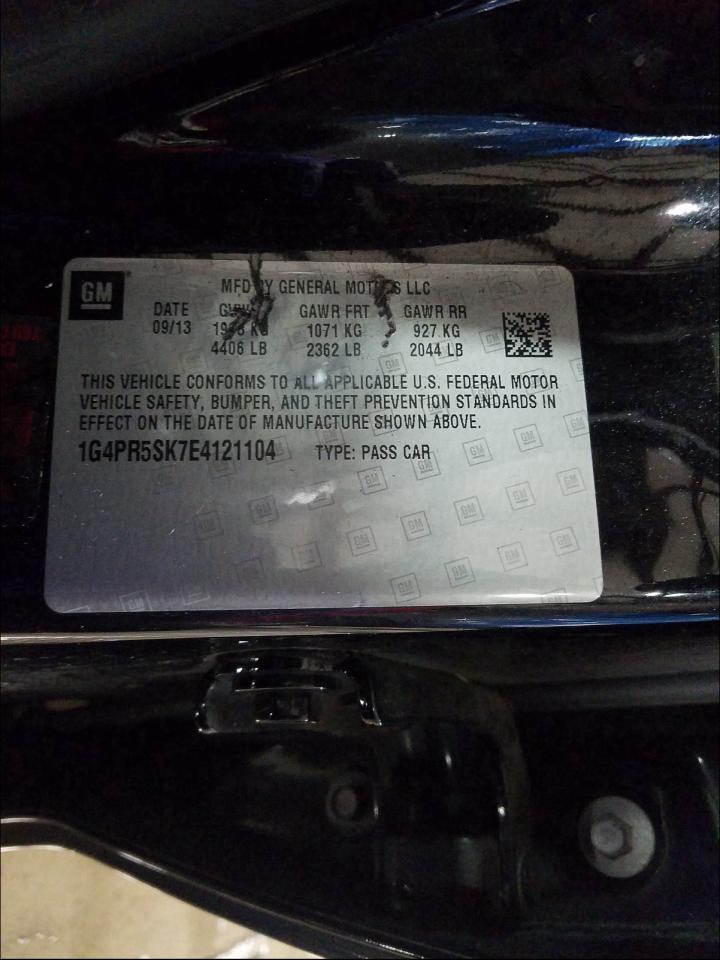 GM
MFD BY GENERAL MOTORS LLC
DATE GVWR GAWR FRT GAWR RR
09/13 KG 1071 KG 927 KG
4406 LB 2362 LB 2044 LB
THIS VEHICLE CONFORMS TO ALL APPLICABLE U.S. FEDERAL MOTOR
VEHICLE SAFETY, BUMPER, AND THEFT PREVENTION STANDARDS IN
EFFECT ON THE DATE OF MANUFACTURE SHOWN ABOVE.
1G4PR5SK7E4121104 TYPE: PASS CAR